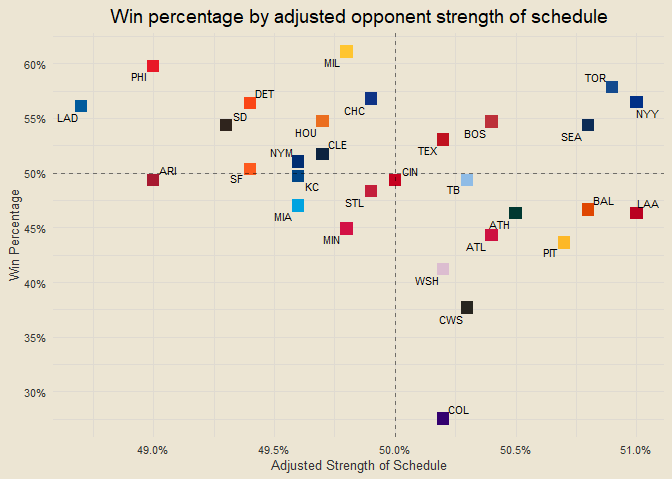 Win percentage by adjusted opponent strength of schedule
60%
55%
50%
45%
40%
35%
30%
Win Percentage
MIL
PHI
DET
LAD
SD
CHC
HOU
TOR
NYY
BOS
SEA
TEX
NYM
CLE
ARI
SF
KC
CIN
TB
STL
MIA
BAL
LAA
ATH
MIN
ATL
PIT
WSH
CWS
COL
49.0%
49.5%
50.0%
50.5%
51.0%
Adjusted Strength of Schedule